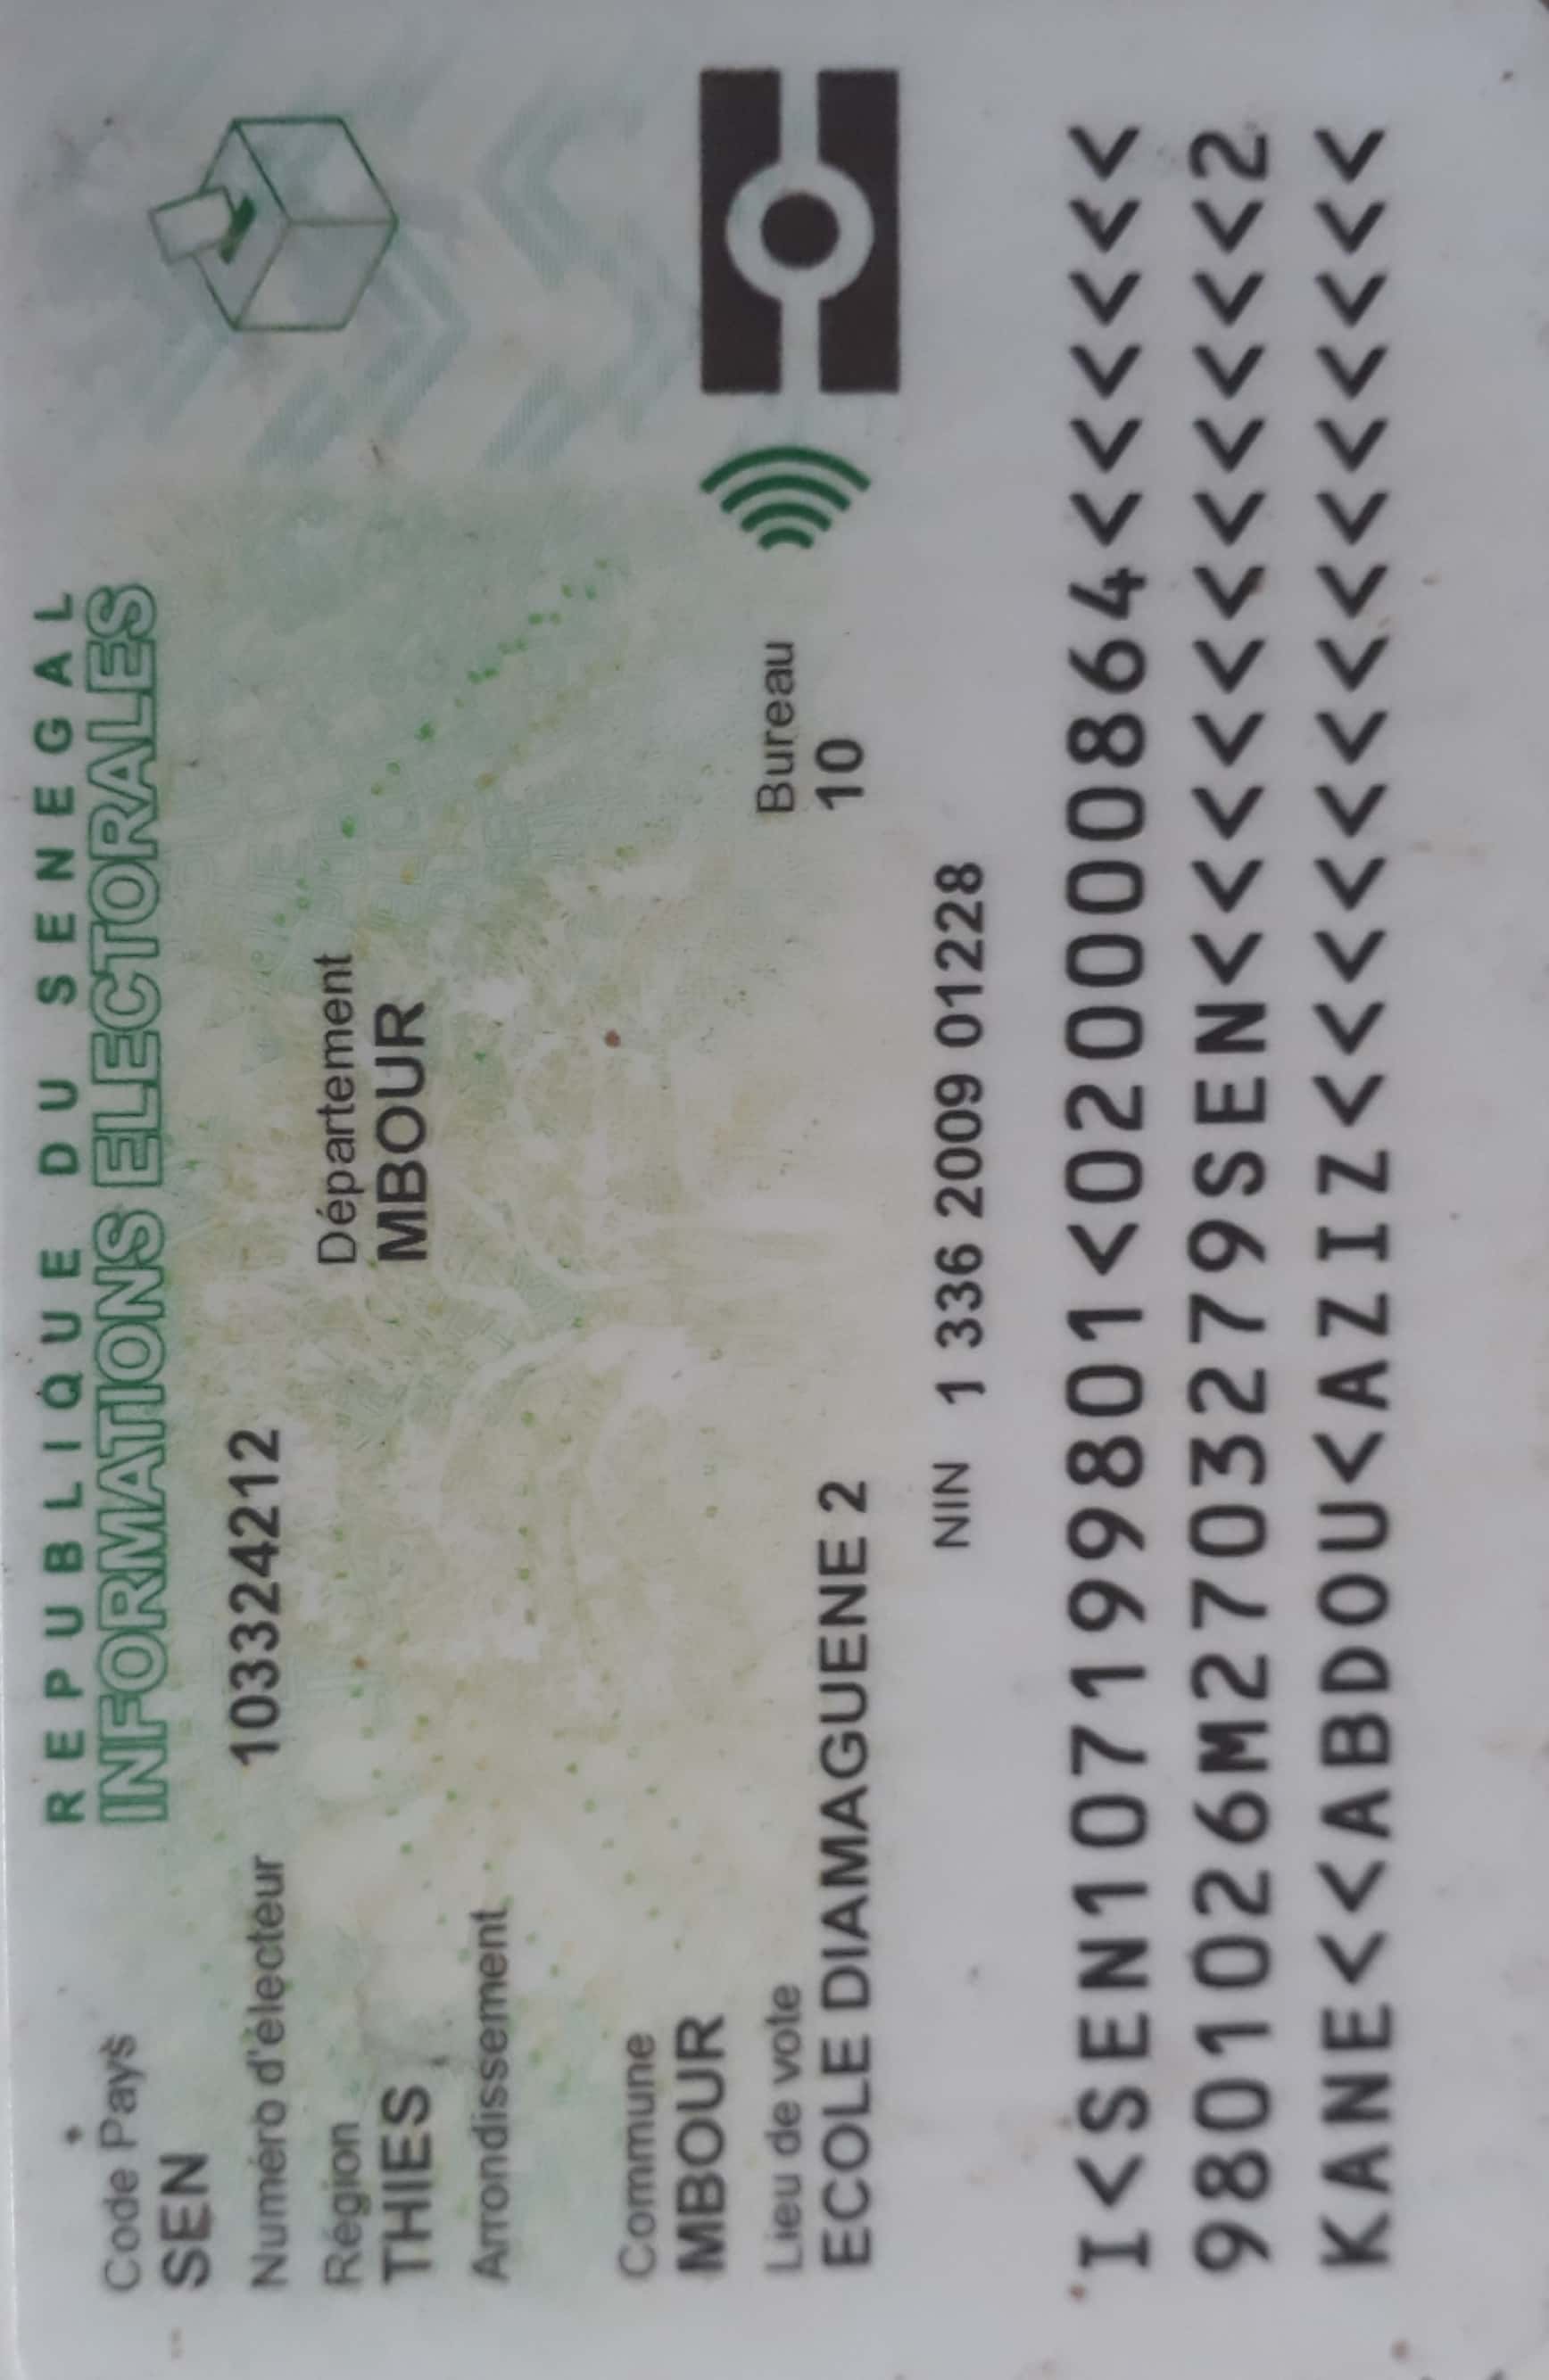 REPUBLIQUE DU SENEGAL
INFORMATIONS ELECTORALES
Code Pays
SEN
Numéro d'électeur 103324212
Région
THIES
Département
MBOUR
Arrondissement
Commune
MBOUR
Lieu de vote
ECOLE DIAMAGUENE 2
Bureau
10
NIN 1 336 2009 01228
I<SEN107199801<020000864<<<<<<
9801026M2703279SEN<<<<<<<<<<<2
KANE<<ABDOU<AZIZ<<<<<<<<<<<<<<